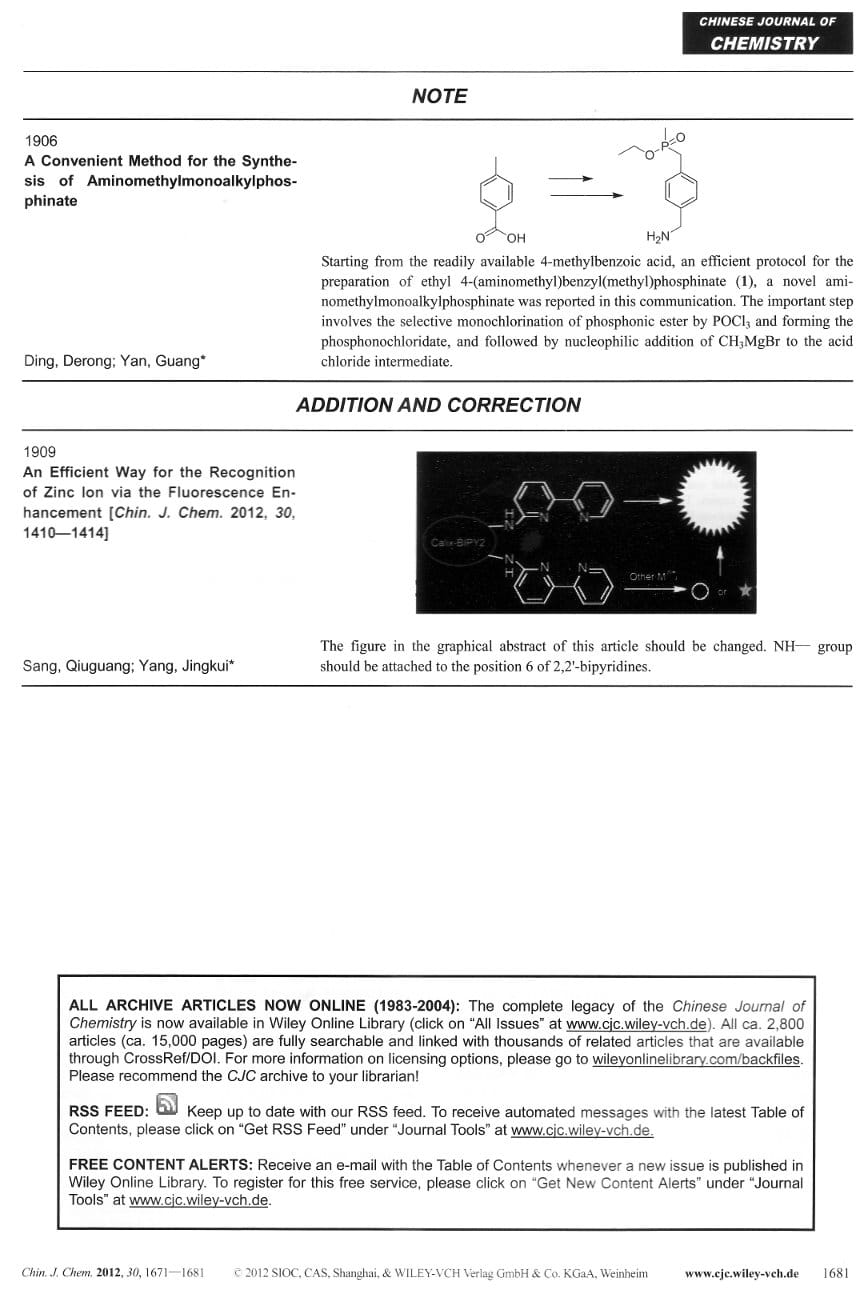 CHINESE JOURNAL OF
CHEMISTRY
NOTE
1906
A Convenient Method for the Synthe-
sis of Aminomethylmonoalkylphos-
phinate
Ding, Derong; Yan, Guang*
O
OH
P
O
O
H₂N
Starting from the readily available 4-methylbenzoic acid, an efficient protocol for the
preparation of ethyl 4-(aminomethyl)benzyl(methyl)phosphinate (1), a novel ami-
nomethylmonoalkylphosphinate was reported in this communication. The important step
involves the selective monochlorination of phosphonic ester by POCl₃ and forming the
phosphonochloridate, and followed by nucleophilic addition of CH₃MgBr to the acid
chloride intermediate.
ADDITION AND CORRECTION
1909
An Efficient Way for the Recognition
of Zinc Ion via the Fluorescence En-
hancement [Chin. J. Chem. 2012, 30,
1410—1414]
Sang, Qiuguang; Yang, Jingkui*
H
N
N
N
Calix-BIPY2
N
H
N
N
Other
or
The figure in the graphical abstract of this article should be changed. NH— group
should be attached to the position 6 of 2,2'-bipyridines.
ALL ARCHIVE ARTICLES NOW ONLINE (1983-2004): The complete legacy of the Chinese Journal of
Chemistry is now available in Wiley Online Library (click on “All Issues” at www.cjc.wiley-vch.de). All ca. 2,800
articles (ca. 15,000 pages) are fully searchable and linked with thousands of related articles that are available
through CrossRef/DOI. For more information on licensing options, please go to wileyonlinelibrary.com/backfiles.
Please recommend the CJC archive to your librarian!
RSS FEED: Keep up to date with our RSS feed. To receive automated messages with the latest Table of
Contents, please click on “Get RSS Feed” under “Journal Tools” at www.cjc.wiley-vch.de.
FREE CONTENT ALERTS: Receive an e-mail with the Table of Contents whenever a new issue is published in
Wiley Online Library. To register for this free service, please click on “Get New Content Alerts” under “Journal
Tools” at www.cjc.wiley-vch.de.
Chin. J. Chem. 2012, 30, 1671—1681 © 2012 SIOC, CAS, Shanghai, & WILEY-VCH Verlag GmbH & Co. KGaA, Weinheim www.cjc.wiley-vch.de 1681